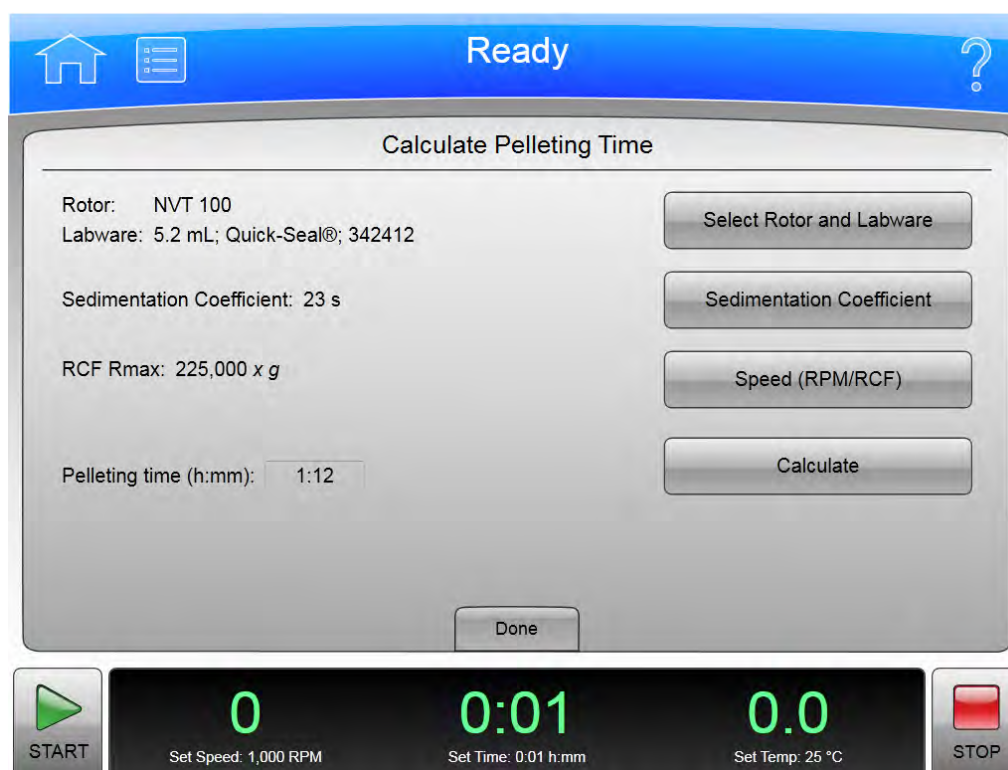 Ready
?
Calculate Pelleting Time
Rotor: NVT 100
Labware: 5.2 mL; Quick-Seal®; 342412
Select Rotor and Labware
Sedimentation Coefficient: 23 s
Sedimentation Coefficient
RCF Rmax: 225,000 x g
Speed (RPM/RCF)
Pelleting time (h:mm): 1:12
Calculate
Done
0
0:01
0.0
START
Set Speed: 1,000 RPM
Set Time: 0:01 h:mm
Set Temp: 25 °C
STOP